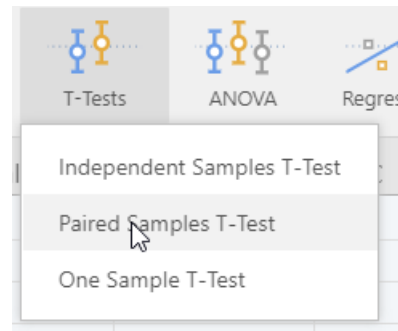 T-Tests
ANOVA
Regres
Independent Samples T-Test
Paired Samples T-Test
One Sample T-Test